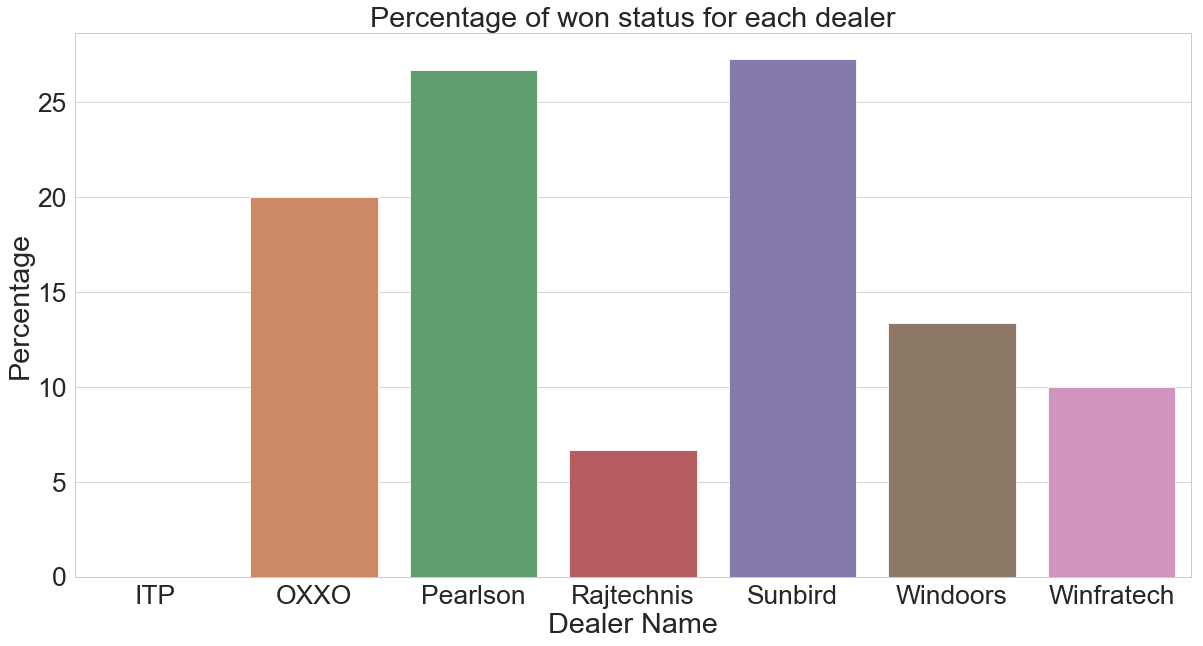 Percentage of won status for each dealer
Percentage
25
20
15
10
5
0
ITP OXXO Pearlson Rajtechnis Sunbird Windoors Winfratech
Dealer Name